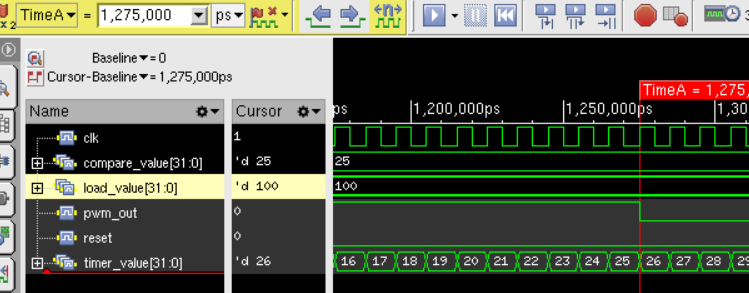 x 2 TimeA = 1,275,000 ps
Baseline = 0
Cursor-Baseline = 1,275,000ps
TimeA = 1,275,
Name Cursor ps 1,200,000ps 1,250,000ps 1,30
clk 1
compare_value[31:0] 'd 25 25
load_value[31:0] 'd 100 100
pwm_out 0
reset 0
timer_value[31:0] 'd 26 16 17 18 19 20 21 22 23 24 25 26 27 28 29